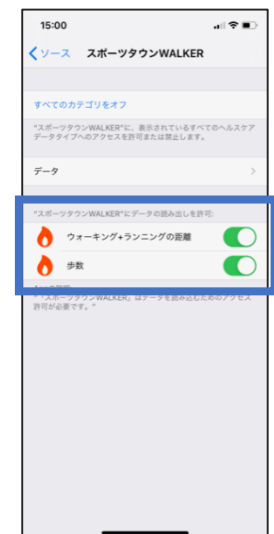 15:00
ソース スポーツタウンWALKER
すべてのカテゴリをオフ
"スポーツタウンWALKER"に、表示されているすべてのヘルスケア
データタイプへのアクセスを許可または禁止します。
データ
"スポーツタウンWALKER"にデータの読み出しを許可:
ウォーキング+ランニングの距離
歩数
"「スポーツタウンWALKER」はデータを読み込むためのアクセス
許可が必要です。"